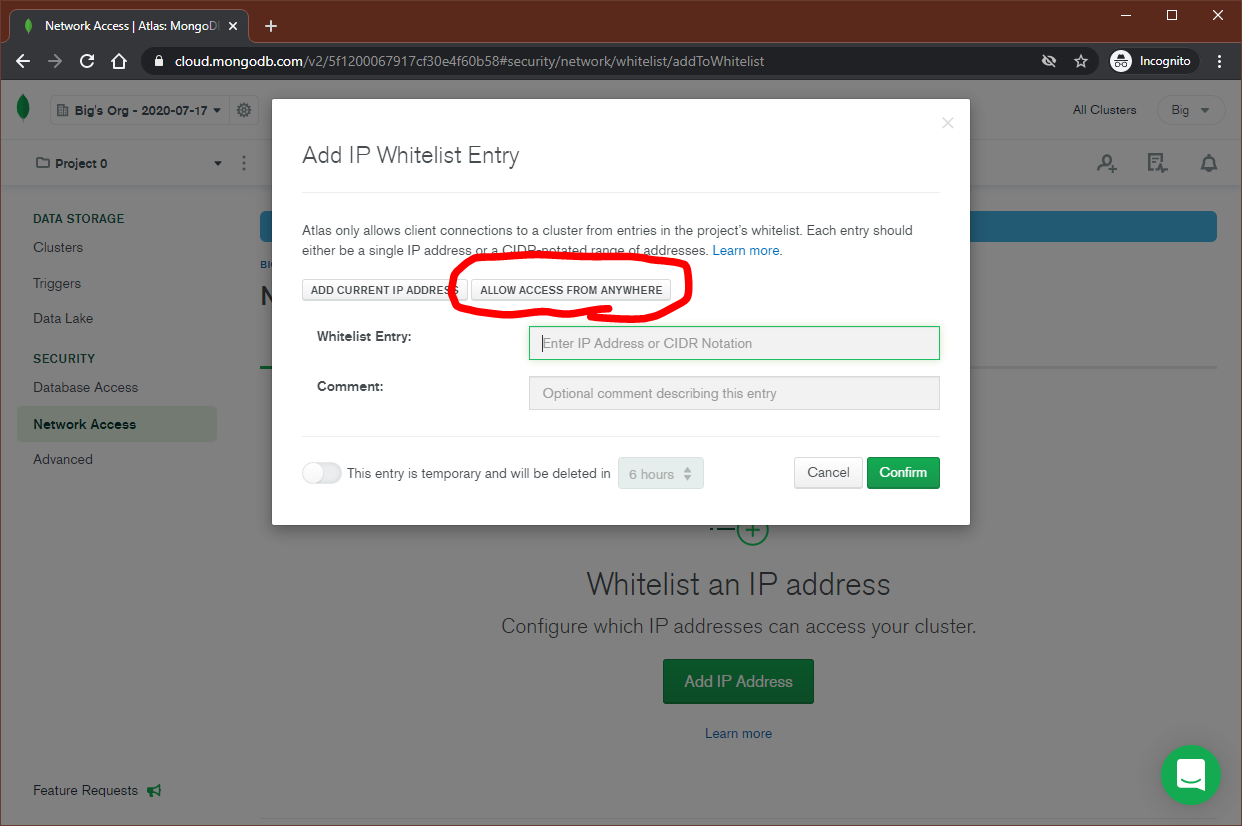 Network Access | Atlas: MongoD
cloud.mongodb.com/v2/5f1200067917cf30e4f60b58#security/network/whitelist/addToWhitelist
Incognito
Big's Org - 2020-07-17
All Clusters
Big
Project 0
DATA STORAGE
Clusters
Triggers
Data Lake
SECURITY
Database Access
Network Access
Advanced
Feature Requests
Add IP Whitelist Entry
Atlas only allows client connections to a cluster from entries in the project's whitelist. Each entry should
either be a single IP address or a CIDR-notated range of addresses. Learn more.
ADD CURRENT IP ADDRESS ALLOW ACCESS FROM ANYWHERE
Whitelist Entry: Enter IP Address or CIDR Notation
Comment: Optional comment describing this entry
This entry is temporary and will be deleted in 6 hours Cancel Confirm
Whitelist an IP address
Configure which IP addresses can access your cluster.
Add IP Address
Learn more